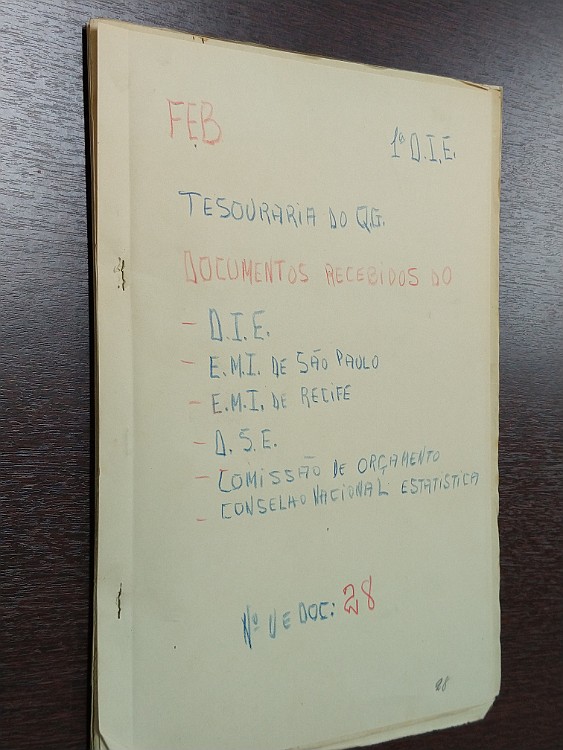 FEB
1ª D.I.E.
TESOURARIA DO Q.G.
DOCUMENTOS RECEBIDOS DO
- D.I.E.
- E.M.I. DE SÃO PAULO
- E.M.I. DE RECIFE
- D.S.E.
- COMISSÃO DE ORÇAMENTO
- CONSELHO NACIONAL ESTATISTICA
Nº DE DOC: 28
28